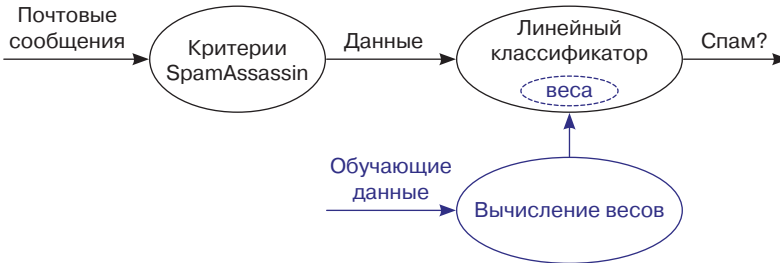 Почтовые
сообщения
Критерии
SpamAssassin
Данные
Линейный
классификатор
веса
Спам?
Обучающие
данные
Вычисление весов